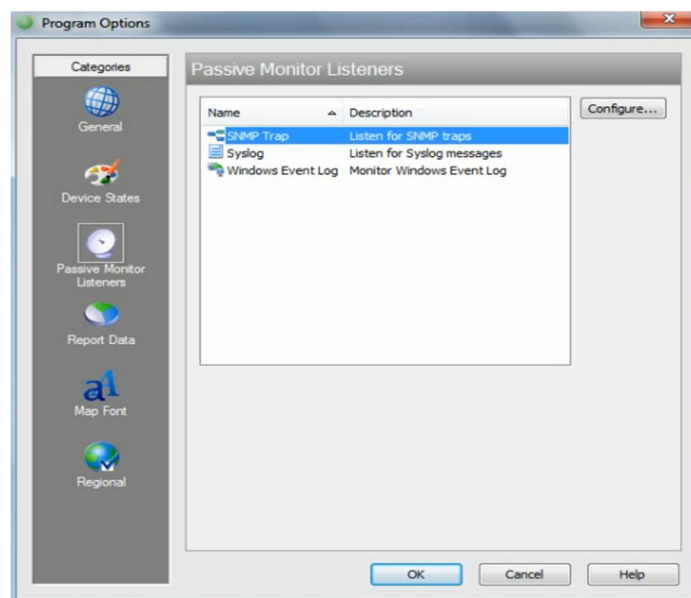 Program Options
Categories
General
Device States
Passive Monitor
Listeners
Report Data
Map Font
Regional
Passive Monitor Listeners
Name Description
SNMP Trap Listen for SNMP traps
Syslog Listen for Syslog messages
Windows Event Log Monitor Windows Event Log
Configure...
OK Cancel Help